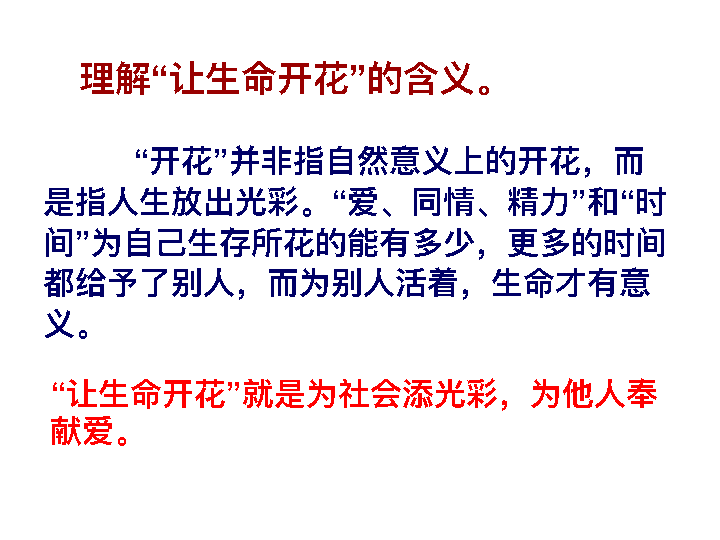 理解“让生命开花”的含义。
“开花”并非指自然意义上的开花，而
是指人生放出光彩。“爱、同情、精力”和“时
间”为自己生存所花的能有多少，更多的时间
都给予了别人，而为别人活着，生命才有意
义。
“让生命开花”就是为社会添光彩，为他人奉
献爱。